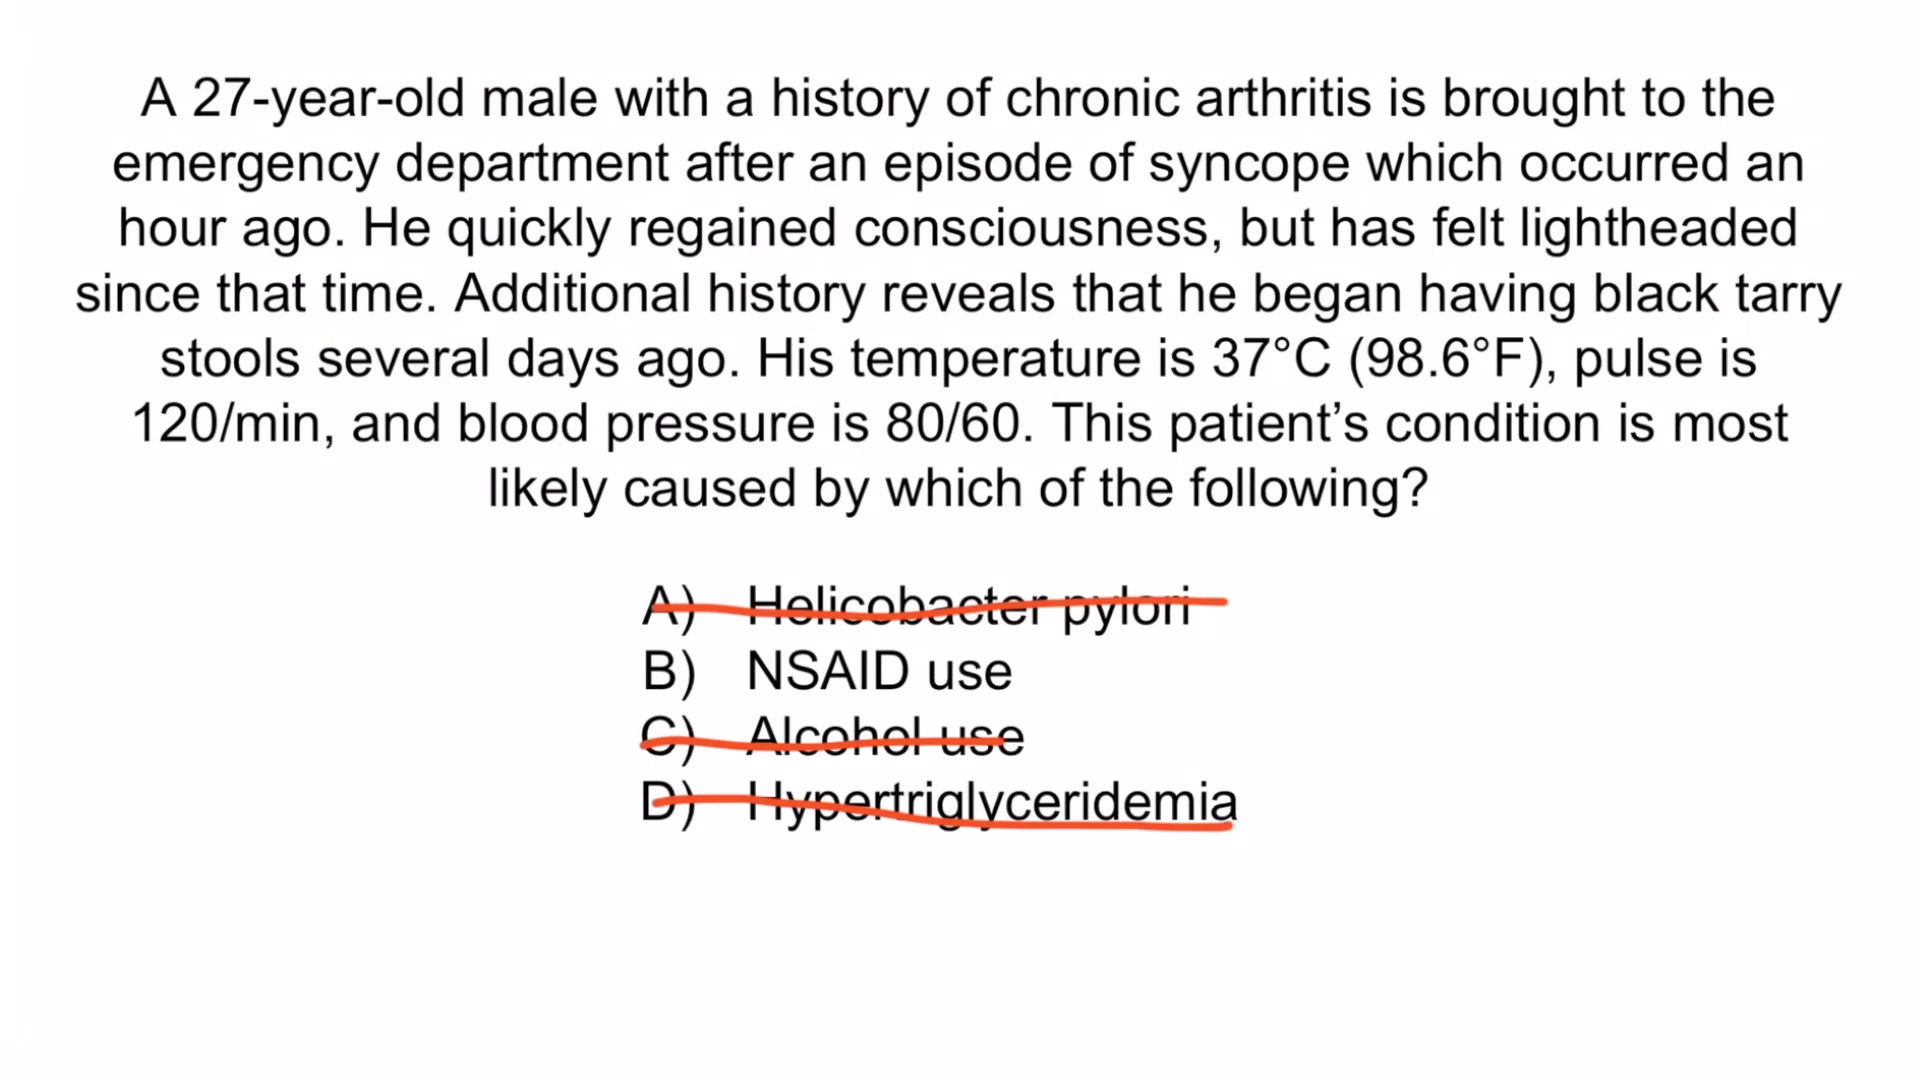 A 27-year-old male with a history of chronic arthritis is brought to the
emergency department after an episode of syncope which occurred an
hour ago. He quickly regained consciousness, but has felt lightheaded
since that time. Additional history reveals that he began having black tarry
stools several days ago. His temperature is 37°C (98.6°F), pulse is
120/min, and blood pressure is 80/60. This patient’s condition is most
likely caused by which of the following?
A) Helicobacter pylori
B) NSAID use
C) Alcohol use
D) Hypertriglyceridemia